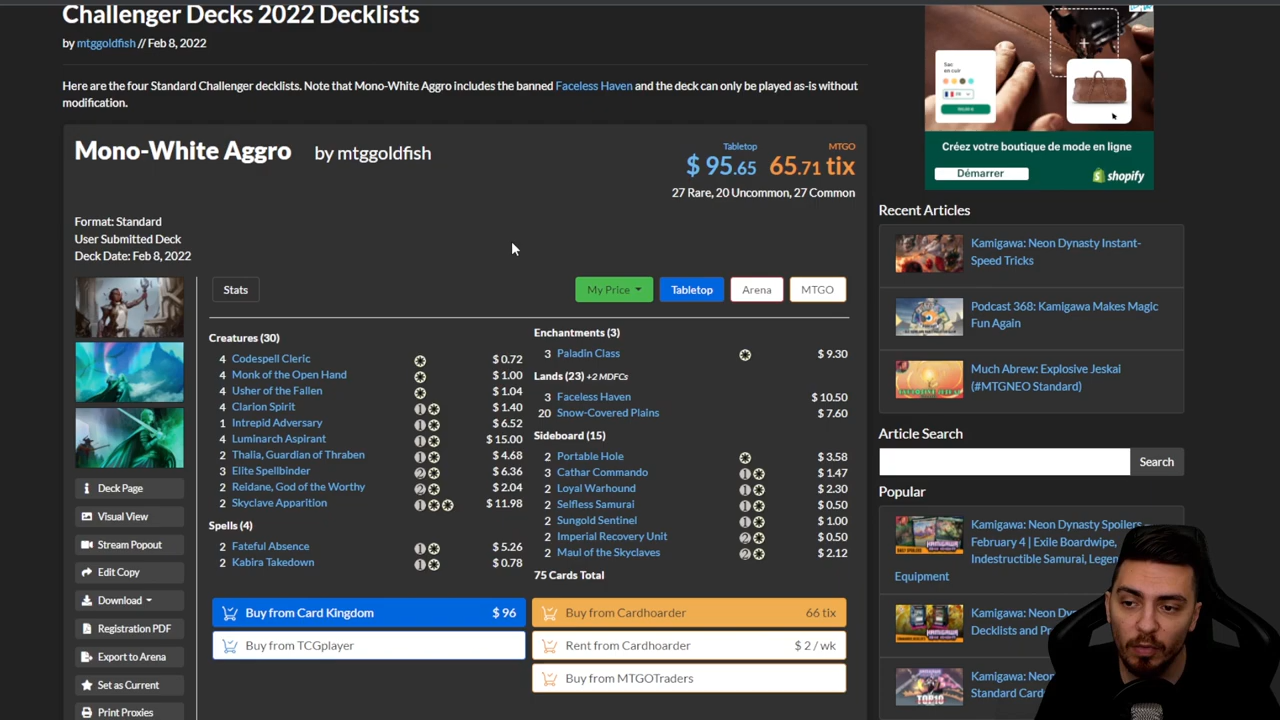 Challenger Decks 2022 Decklists
by mtggoldfish // Feb 8, 2022
Here are the four Standard Challenger Decklists. Note that Mono-White Aggro includes the banned Faceless Haven and the deck can only be played as-is without
modification.
Mono-White Aggro by mtggoldfish
Tabletop
$ 95.65
MTGO
65.71 tix
27 Rare, 20 Uncommon, 27 Common
Format: Standard
User Submitted Deck
Deck Date: Feb 8, 2022
Stats
My Price
Tabletop
Arena
MTGO
Creatures (30)
4 Codespell Cleric $ 0.72
4 Monk of the Open Hand $ 1.00
4 Usher of the Fallen $ 1.04
4 Clarion Spirit $ 1.40
1 Intrepid Adversary $ 6.52
4 Luminarch Aspirant $ 15.00
2 Thalia, Guardian of Thraben $ 4.68
3 Elite Spellbinder $ 6.36
2 Reidane, God of the Worthy $ 2.04
2 Skyclave Apparition $ 11.98
Spells (4)
2 Fateful Absence $ 5.26
2 Kabira Takedown $ 0.78
Enchantments (3)
3 Paladin Class $ 9.30
Lands (23) +2 MDFCs
3 Faceless Haven $ 10.50
20 Snow-Covered Plains $ 7.60
Sideboard (15)
2 Portable Hole $ 3.58
3 Cathar Commando $ 1.47
2 Loyal Warhound $ 2.30
2 Selfless Samurai $ 0.50
2 Sungold Sentinel $ 1.00
2 Imperial Recovery Unit $ 0.50
2 Maul of the Skyclaves $ 2.12
75 Cards Total
Deck Page
Visual View
Stream Popout
Edit Copy
Download
Registration PDF
Export to Arena
Set as Current
Print Proxies
Buy from Card Kingdom $ 96
Buy from TCGplayer
Buy from Cardhoarder 66 tix
Rent from Cardhoarder $ 2 / wk
Buy from MTGOTraders
Créez votre boutique de mode en ligne
Démarrer
shopify
Recent Articles
Kamigawa: Neon Dynasty Instant-
Speed Tricks
Podcast 368: Kamigawa Makes Magic
Fun Again
Much Abrew: Explosive Jeskai
(#MTGNEO Standard)
Article Search
Search
Popular
Kamigawa: Neon Dynasty Spoilers —
February 4 | Exile Boardwipe,
Indestructible Samurai, Legen
Equipment
Kamigawa: Neon Dyn
Decklists and Pr
Kamigawa: Neo
Standard Card